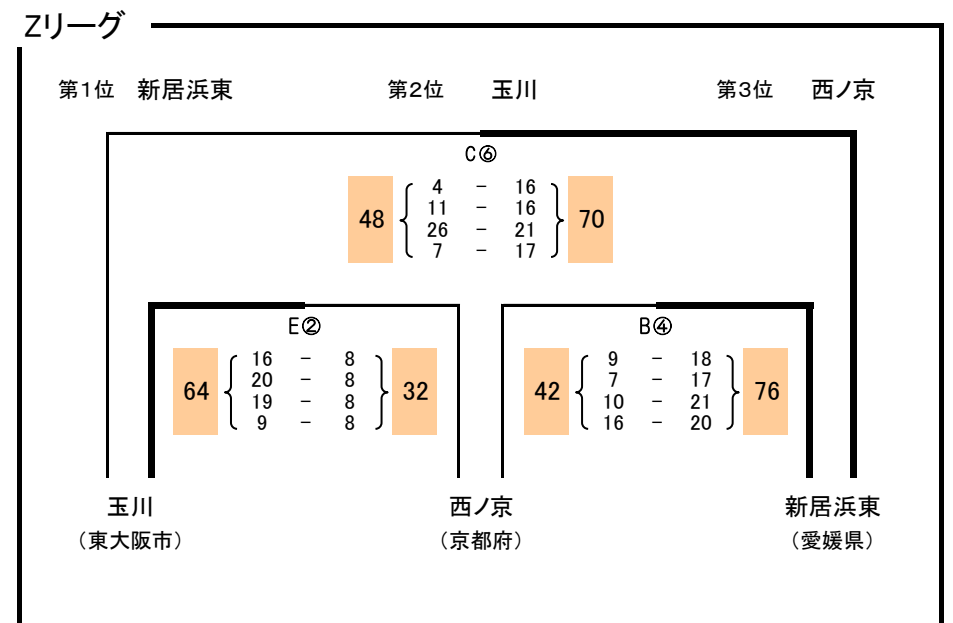 Zリーグ
第1位 新居浜東 第2位 玉川 第3位 西ノ京
C⑥
48 { 4 - 16 } 70
11 - 16
26 - 21
7 - 17
E② B④
64 { 16 - 8 } 32 42 { 9 - 18 } 76
20 - 8 7 - 17
19 - 8 10 - 21
9 - 8 16 - 20
玉川 西ノ京 新居浜東
（東大阪市） （京都府） （愛媛県）